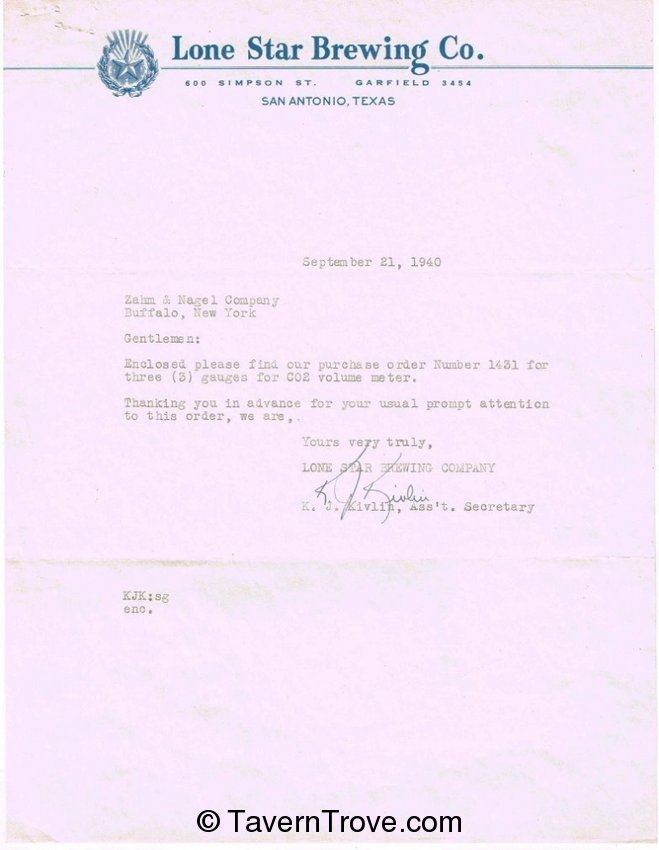 Lone Star Brewing Co.
600 SIMPSON ST. GARFIELD 3454
SAN ANTONIO, TEXAS
September 21, 1940
Zahm & Nagel Company
Buffalo, New York
Gentlemen:
Enclosed please find our purchase order Number 1431 for
three (3) gauges for CO2 volume meter.
Thanking you in advance for your usual prompt attention
to this order, we are,.
Yours very truly,
LONE STAR BREWING COMPANY
K J Kivlin
K. J. Kivlin, Ass't. Secretary
KJK:sg
enc.
© TavernTrove.com